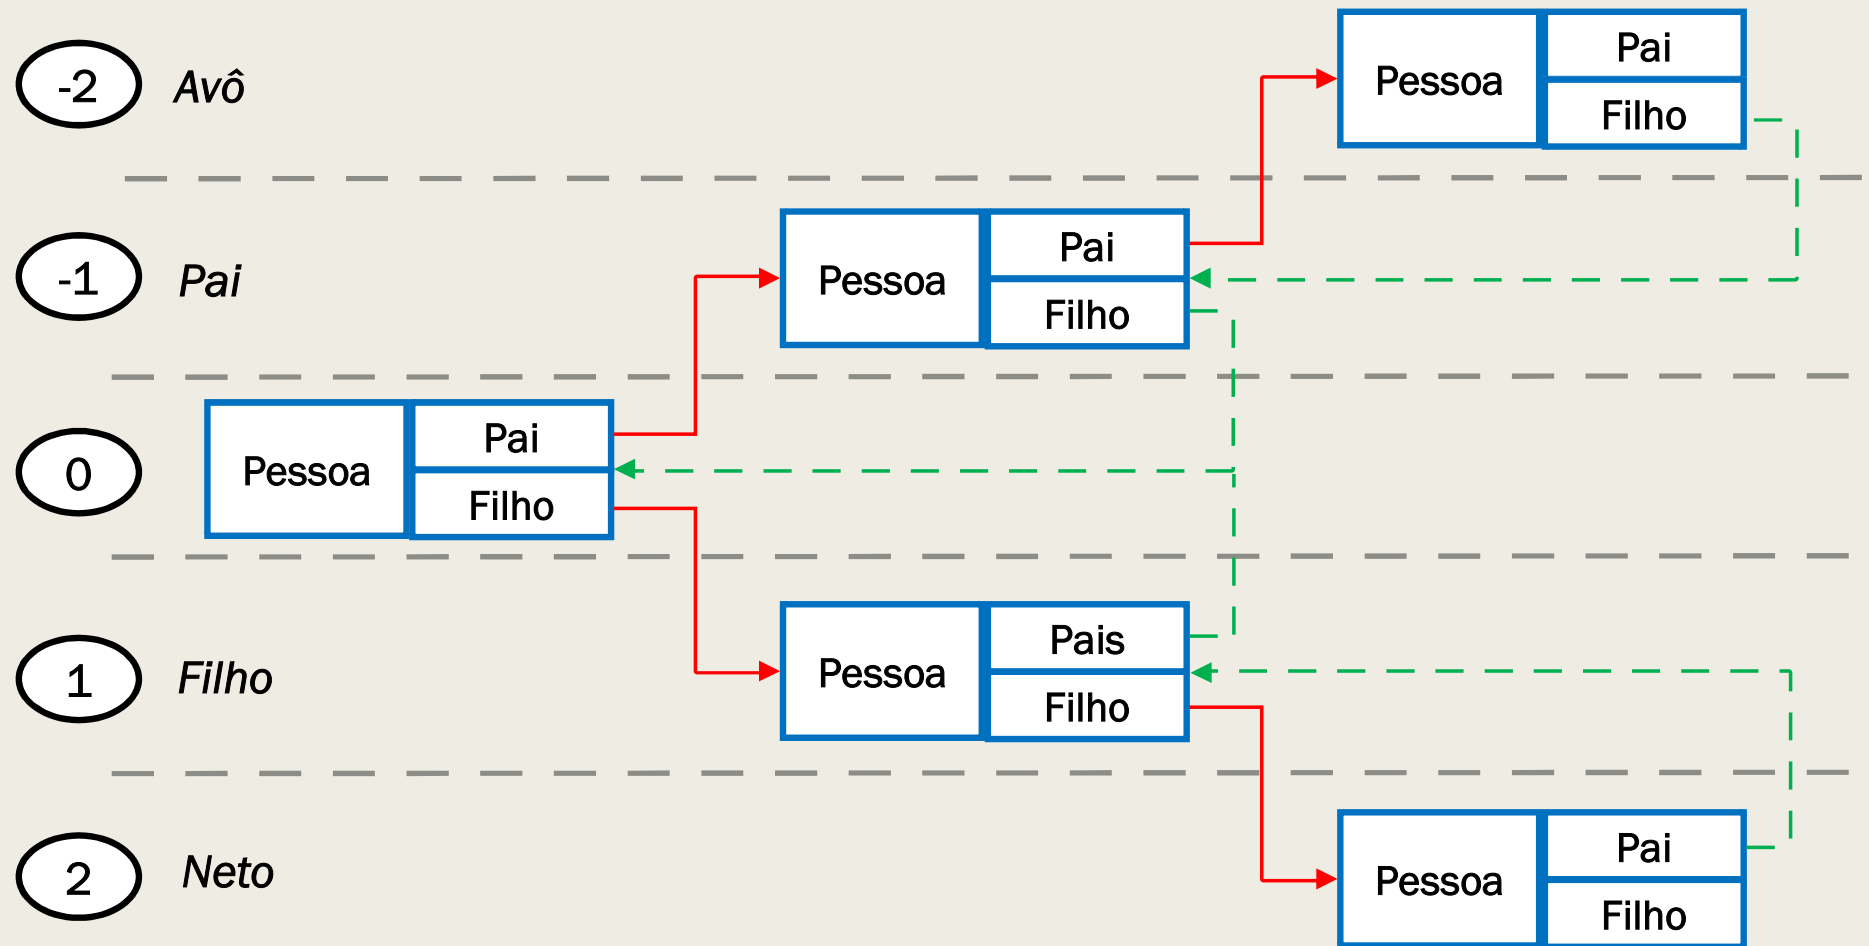 -2
Avô
Pessoa
Pai
Filho
-1
Pai
Pessoa
Pai
Filho
0
Pessoa
Pai
Filho
1
Filho
Pessoa
Pais
Filho
2
Neto
Pessoa
Pai
Filho